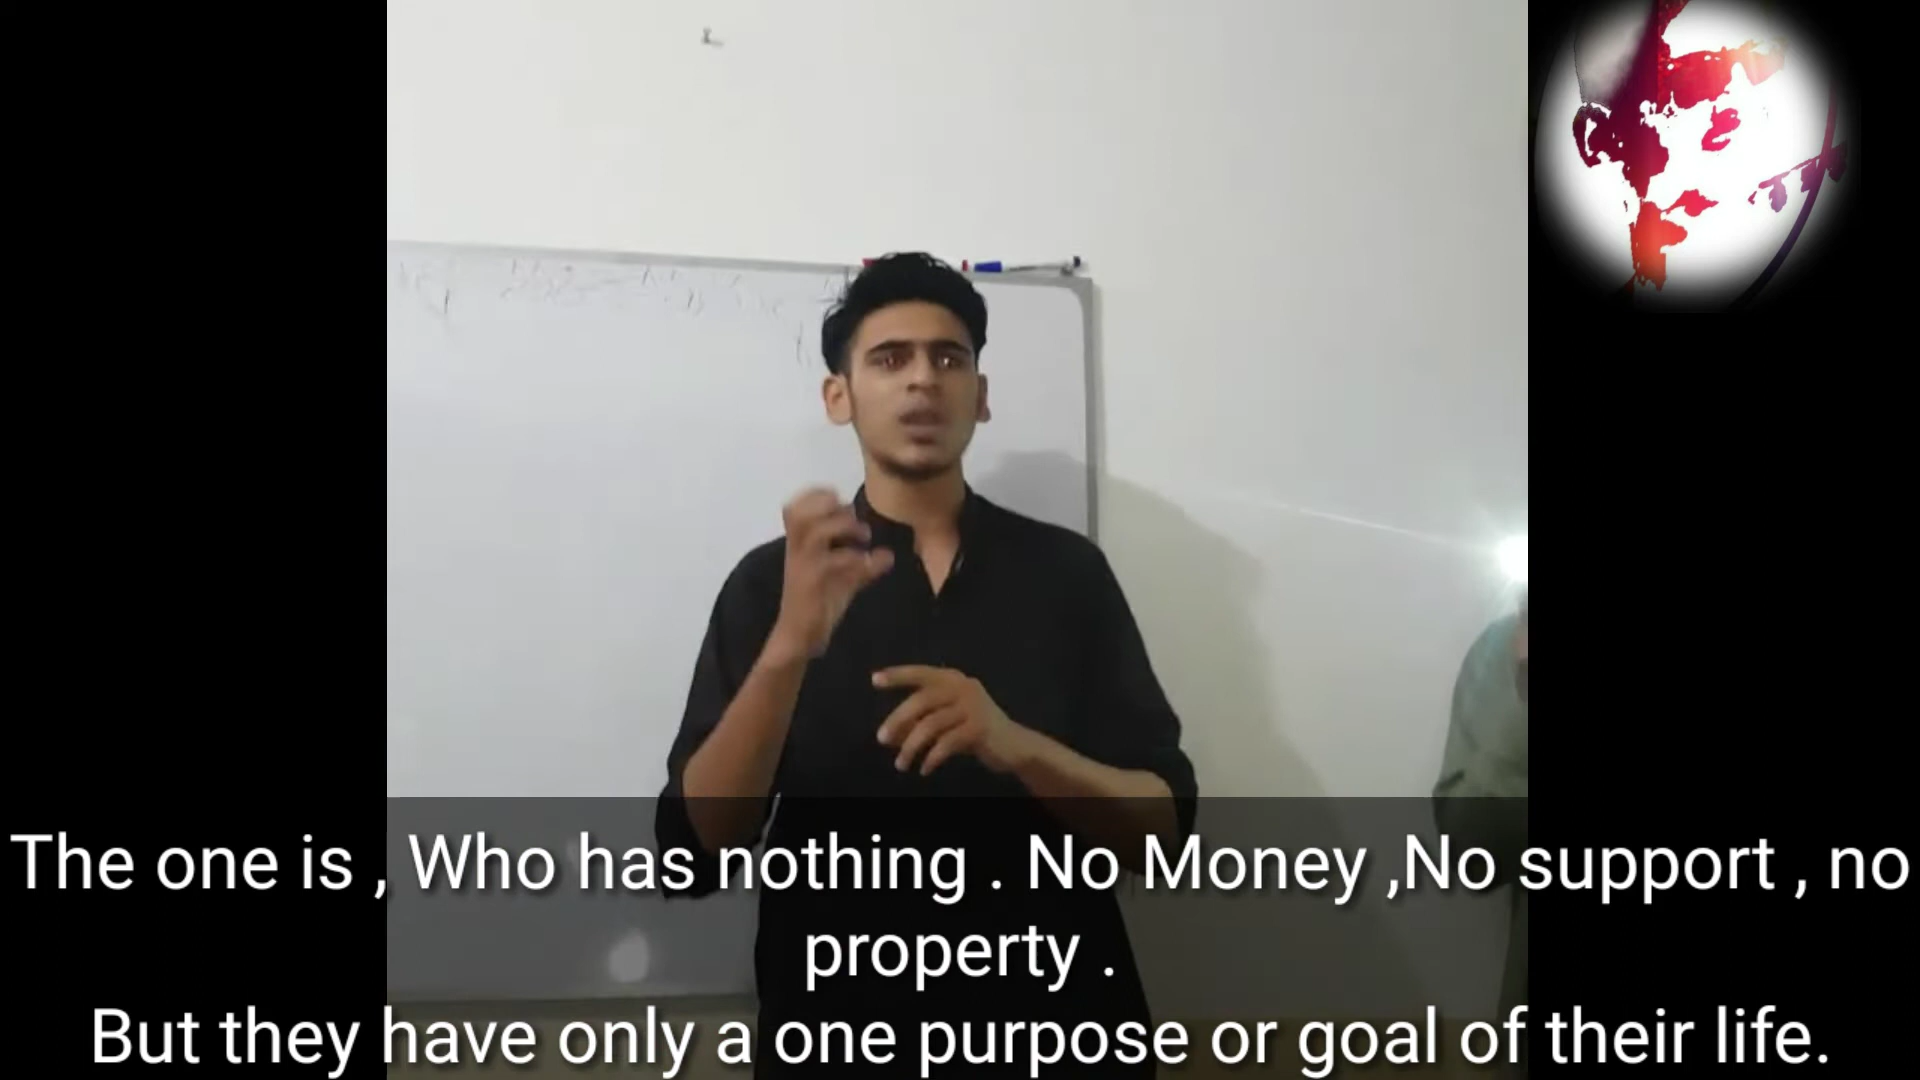 The one is , Who has nothing . No Money ,No support , no
property .
But they have only a one purpose or goal of their life.